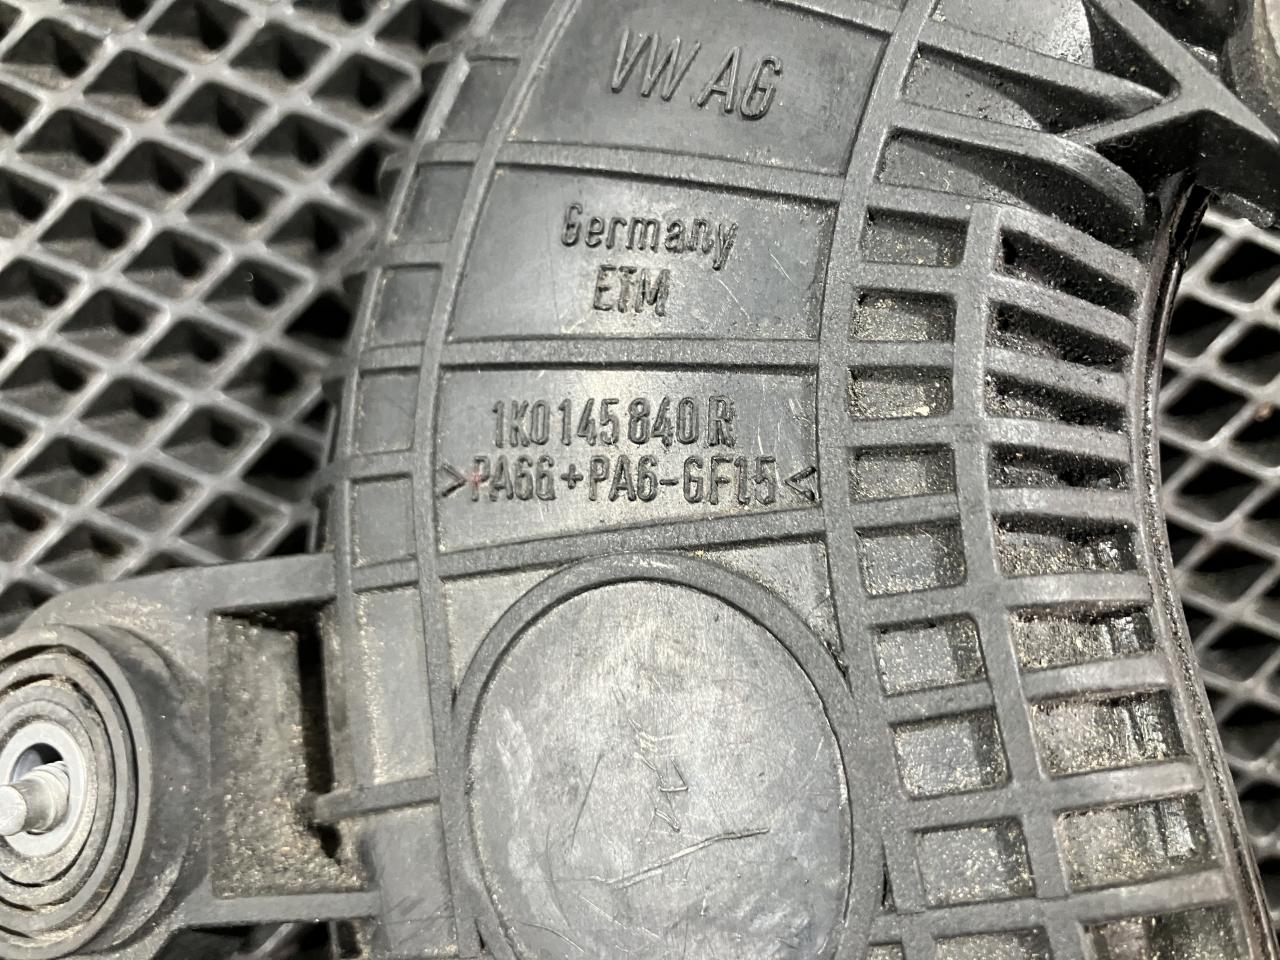 VW AG
Germany
ETM
1K0 145 840 R
>PA66+PA6-GF15<